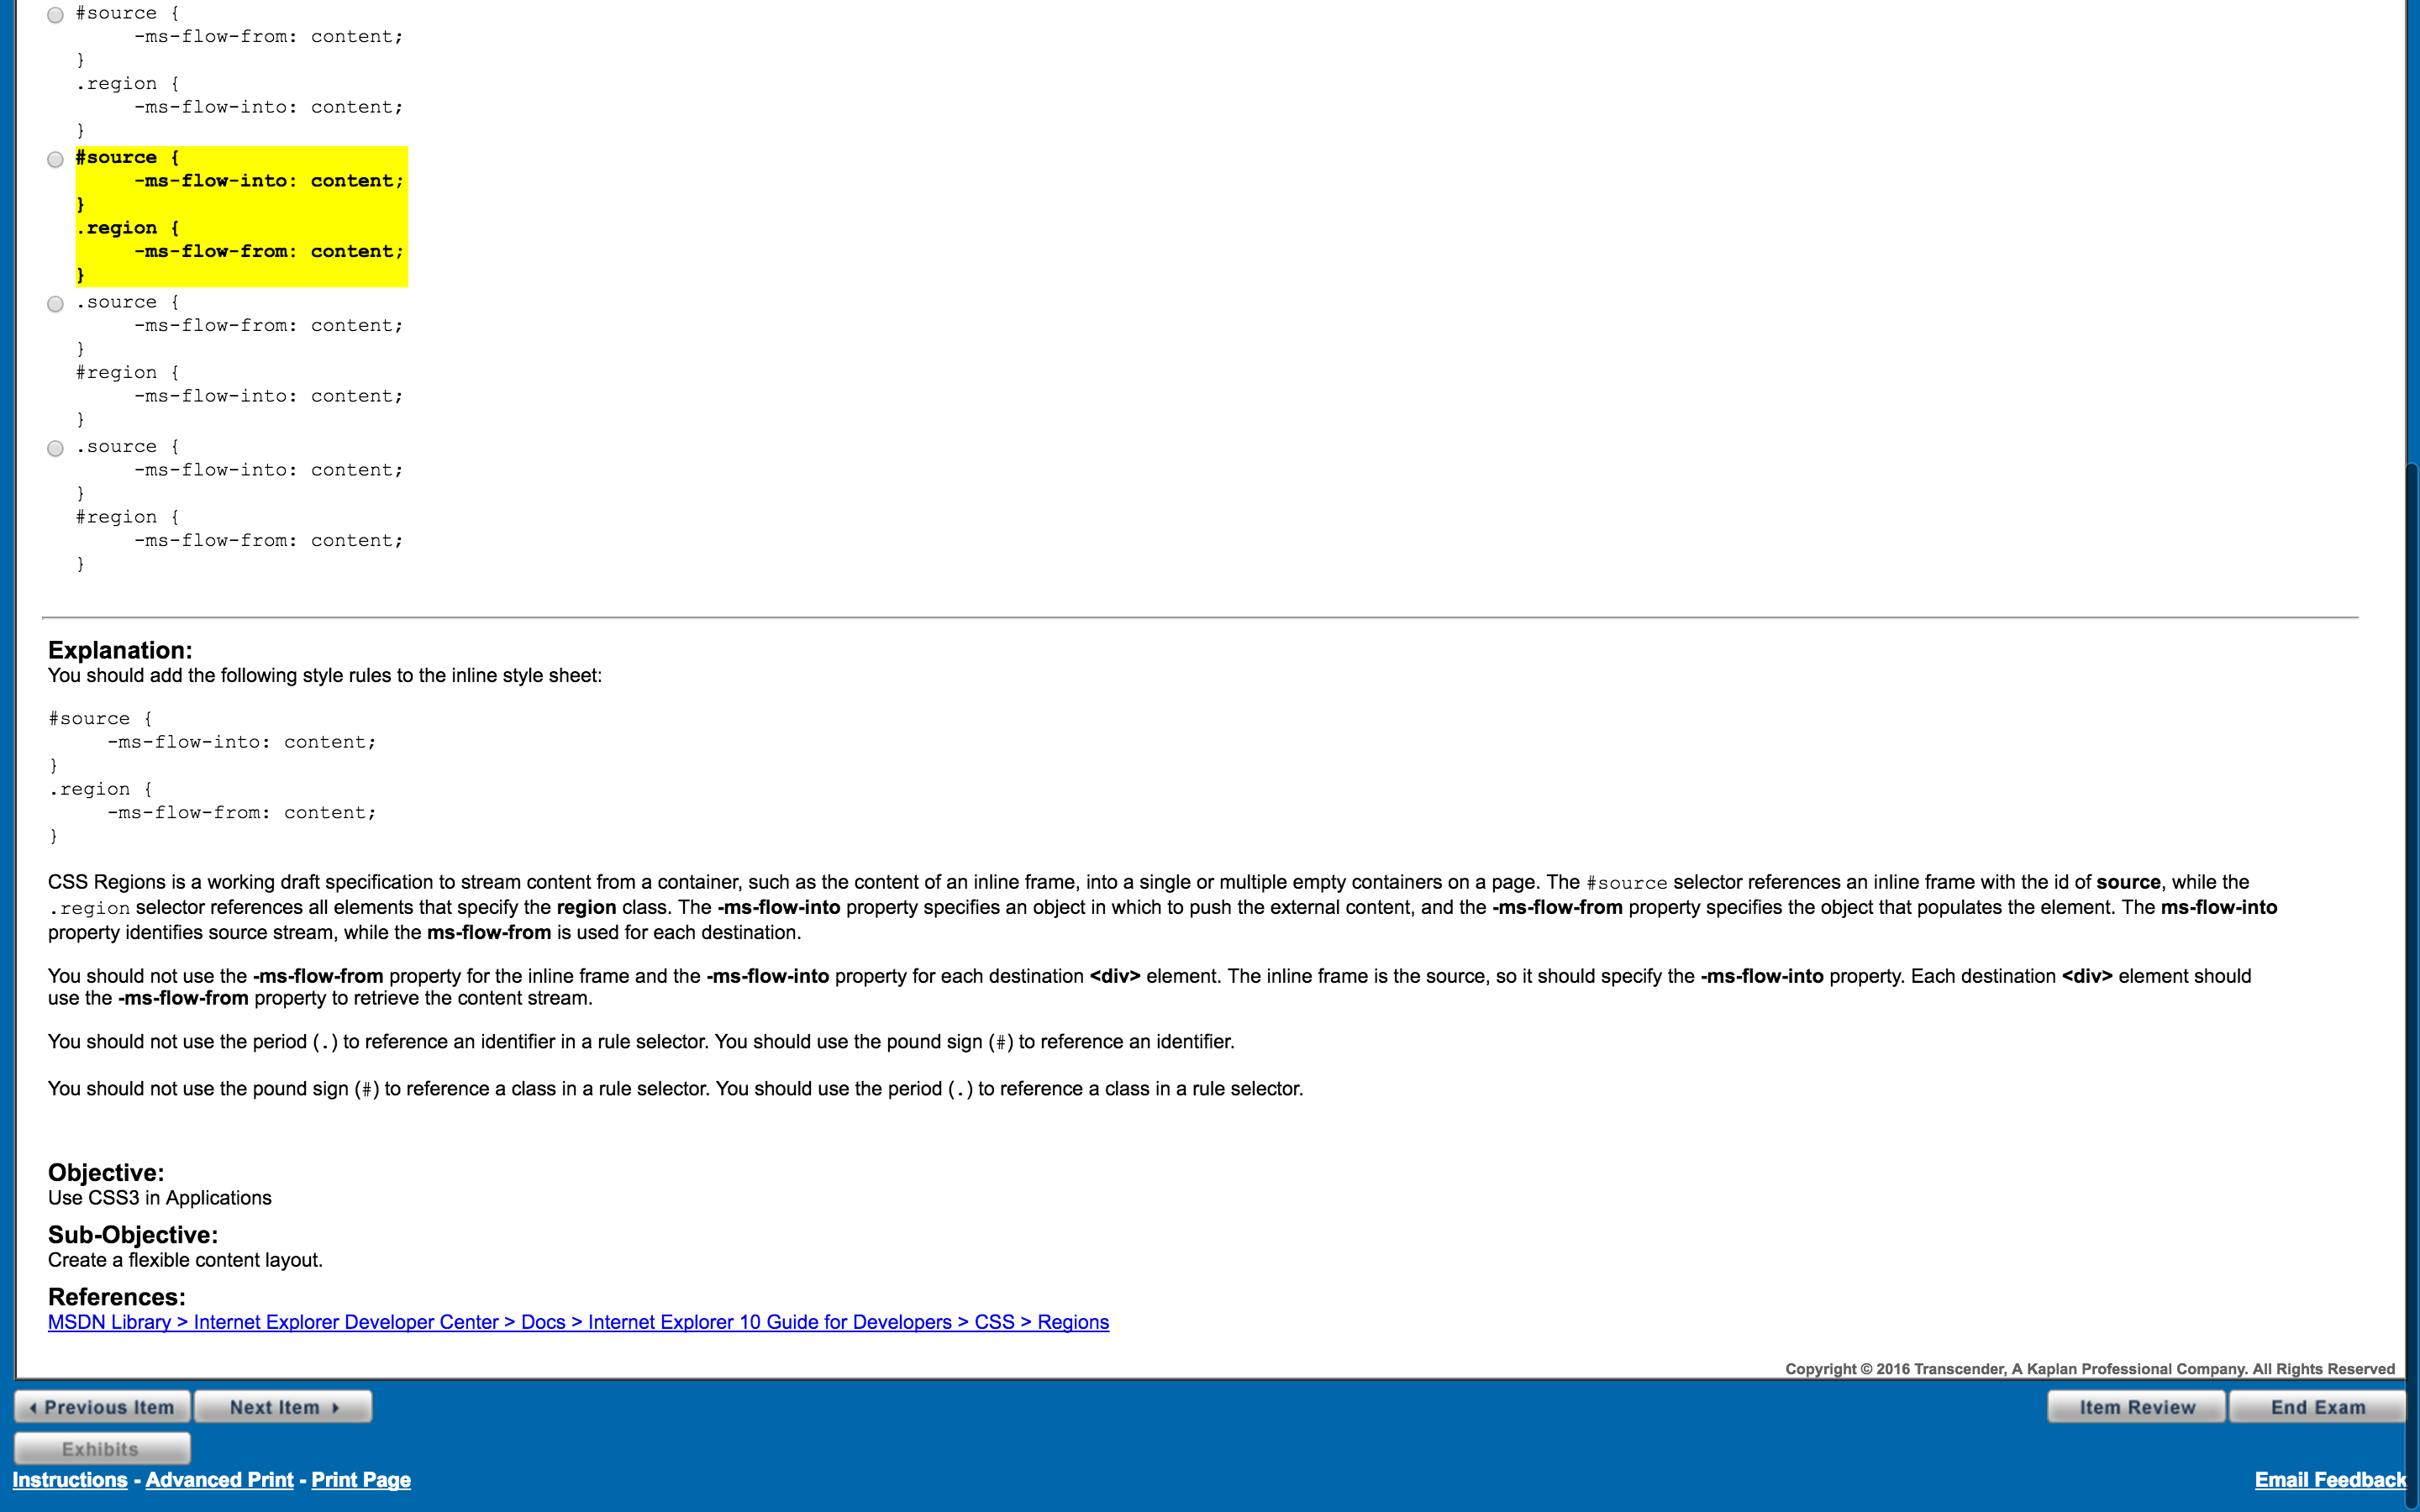 #source {
-ms-flow-from: content;
}
.region {
-ms-flow-into: content;
}
#source {
-ms-flow-into: content;
}
.region {
-ms-flow-from: content;
}
.source {
-ms-flow-from: content;
}
#region {
-ms-flow-into: content;
}
.source {
-ms-flow-into: content;
}
#region {
-ms-flow-from: content;
}
Explanation:
You should add the following style rules to the inline style sheet:
#source {
-ms-flow-into: content;
}
.region {
-ms-flow-from: content;
}
CSS Regions is a working draft specification to stream content from a container, such as the content of an inline frame, into a single or multiple empty containers on a page. The #source selector references an inline frame with the id of source, while the
.region selector references all elements that specify the region class. The -ms-flow-into property specifies an object in which to push the external content, and the -ms-flow-from property specifies the object that populates the element. The ms-flow-into
property identifies source stream, while the ms-flow-from is used for each destination.
You should not use the -ms-flow-from property for the inline frame and the -ms-flow-into property for each destination <div> element. The inline frame is the source, so it should specify the -ms-flow-into property. Each destination <div> element should
use the -ms-flow-from property to retrieve the content stream.
You should not use the period (.) to reference an identifier in a rule selector. You should use the pound sign (#) to reference an identifier.
You should not use the pound sign (#) to reference a class in a rule selector. You should use the period (.) to reference a class in a rule selector.
Objective:
Use CSS3 in Applications
Sub-Objective:
Create a flexible content layout.
References:
MSDN Library > Internet Explorer Developer Center > Docs > Internet Explorer 10 Guide for Developers > CSS > Regions
Copyright © 2016 Transcender, A Kaplan Professional Company. All Rights Reserved
Previous Item Next Item Item Review End Exam
Exhibits
Instructions - Advanced Print - Print Page Email Feedback